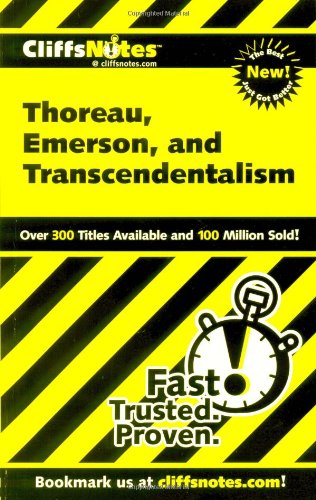 CliffsNotes™
@ cliffsnotes.com
The Best
New!
Just Got Better
Thoreau,
Emerson, and
Transcendentalism
Over 300 Titles Available and 100 Million Sold!
Fast.
Trusted.
Proven.
Bookmark us at cliffsnotes.com!